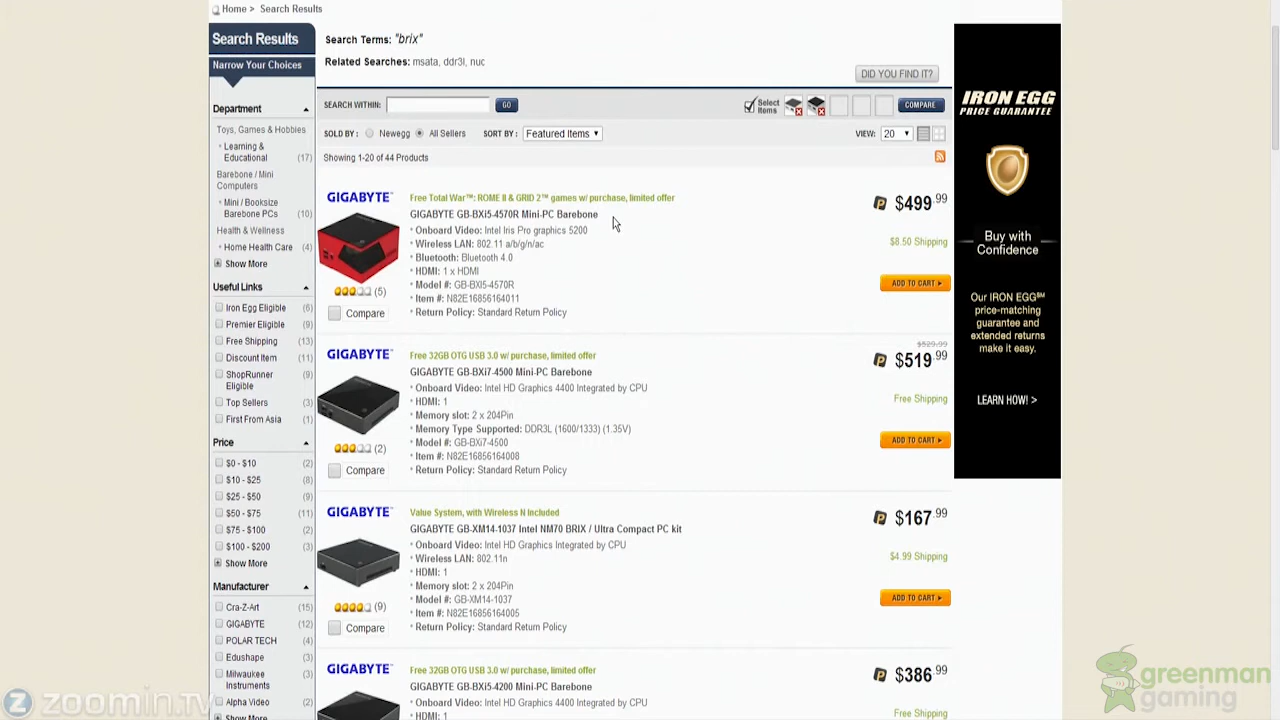 Home > Search Results
Search Results
Narrow Your Choices
Department
Toys, Games & Hobbies
Learning & Educational (17)
Barebone / Mini Computers
Mini / Booksize Barebone PCs (10)
Health & Wellness
Home Health Care (4)
Show More
Useful Links
Iron Egg Eligible (6)
Premier Eligible (9)
Free Shipping (13)
Discount Item (11)
ShopRunner Eligible (9)
Top Sellers (3)
First From Asia (1)
Price
$0 - $10 (2)
$10 - $25 (8)
$25 - $50 (9)
$50 - $75 (11)
$75 - $100 (2)
$100 - $200 (3)
Show More
Manufacturer
Cra-Z-Art (15)
GIGABYTE (12)
POLAR TECH (4)
Edushape (3)
Milwaukee Instruments (2)
Alpha Video (2)
Show More
Search Terms: "brix"
Related Searches: msata, ddr3l, nuc
DID YOU FIND IT?
SEARCH WITHIN: GO
Select Items COMPARE
SOLD BY : Newegg All Sellers SORT BY : Featured Items VIEW: 20
Showing 1-20 of 44 Products
GIGABYTE™
Free Total War™: ROME II & GRID 2™ games w/ purchase, limited offer
GIGABYTE GB-BXi5-4570R Mini-PC Barebone
Onboard Video: Intel Iris Pro graphics 5200
Wireless LAN: 802.11 a/b/g/n/ac
Bluetooth: Bluetooth 4.0
HDMI: 1 x HDMI
Model #: GB-BXI5-4570R
Item #: N82E16856164011
Return Policy: Standard Return Policy
(5)
Compare
$499.99
$8.50 Shipping
ADD TO CART
GIGABYTE™
Free 32GB OTG USB 3.0 w/ purchase, limited offer
GIGABYTE GB-BXi7-4500 Mini-PC Barebone
Onboard Video: Intel HD Graphics 4400 Integrated by CPU
HDMI: 1
Memory slot: 2 x 204Pin
Memory Type Supported: DDR3L (1600/1333) (1.35V)
Model #: GB-BXi7-4500
Item #: N82E16856164008
Return Policy: Standard Return Policy
(2)
Compare
$529.99
$519.99
Free Shipping
ADD TO CART
GIGABYTE™
Value System, with Wireless N Included
GIGABYTE GB-XM14-1037 Intel NM70 BRIX / Ultra Compact PC kit
Onboard Video: Intel HD Graphics Integrated by CPU
Wireless LAN: 802.11n
HDMI: 1
Memory slot: 2 x 204Pin
Model #: GB-XM14-1037
Item #: N82E16856164005
Return Policy: Standard Return Policy
(9)
Compare
$167.99
$4.99 Shipping
ADD TO CART
GIGABYTE™
Free 32GB OTG USB 3.0 w/ purchase, limited offer
GIGABYTE GB-BXi5-4200 Mini-PC Barebone
Onboard Video: Intel HD Graphics 4400 Integrated by CPU
HDMI: 1
$386.99
Free Shipping
IRON EGG
PRICE GUARANTEE
Buy with
Confidence
Our IRON EGG℠
price-matching
guarantee and
extended returns
make it easy.
LEARN HOW! >
zoomin.tv
greenman
gaming